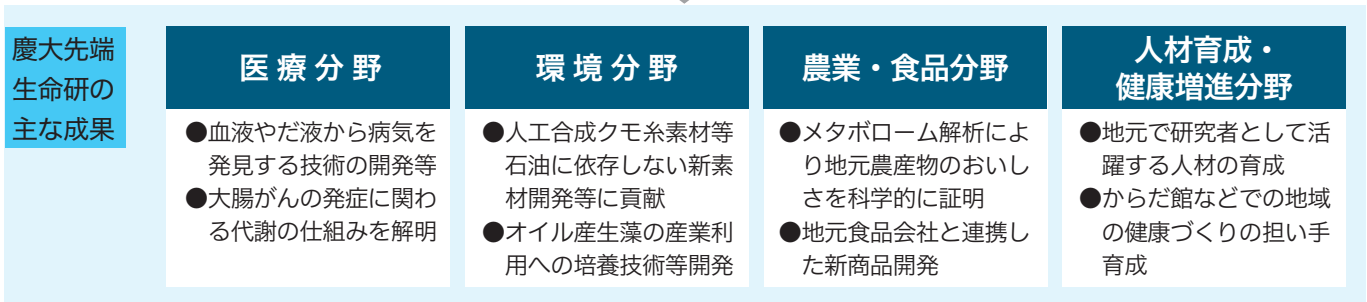 慶大先端
生命研の
主な成果
医療分野
●血液やだ液から病気を
発見する技術の開発等
●大腸がんの発症に関わ
る代謝の仕組みを解明
環境分野
●人工合成クモ糸素材等
石油に依存しない新素
材開発等に貢献
●オイル産生藻の産業利
用への培養技術等開発
農業・食品分野
●メタボローム解析によ
り地元農産物のおいし
さを科学的に証明
●地元食品会社と連携し
た新商品開発
人材育成・
健康増進分野
●地元で研究者として活
躍する人材の育成
●からだ館などでの地域
の健康づくりの担い手
育成